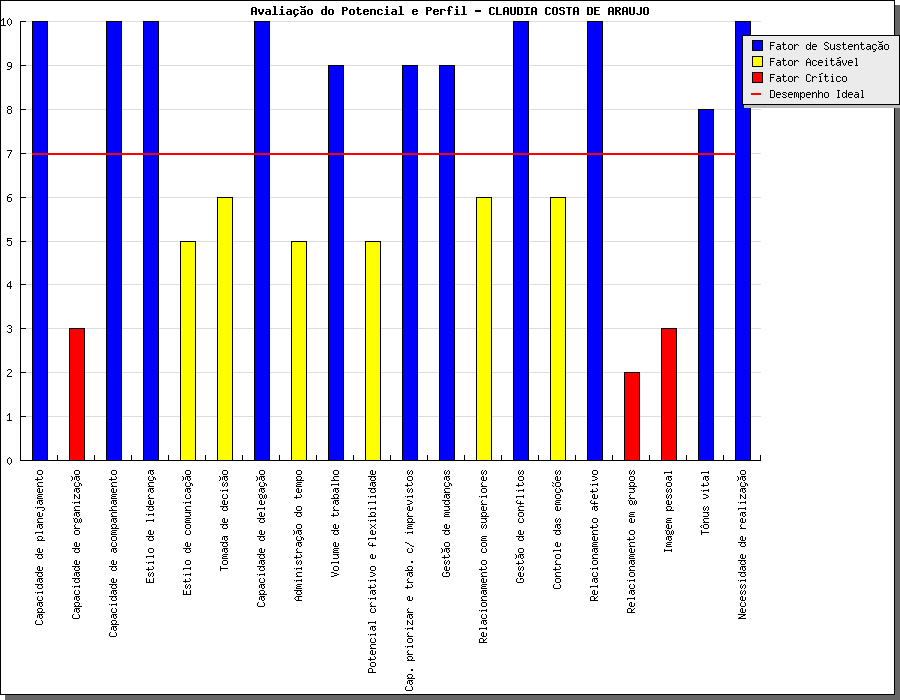 Avaliação do Potencial e Perfil - CLAUDIA COSTA DE ARAUJO
10
9
8
7
6
5
4
3
2
1
0
Fator de Sustentação
Fator Aceitável
Fator Crítico
Desempenho Ideal
Capacidade de planejamento
Capacidade de organização
Capacidade de acompanhamento
Estilo de liderança
Estilo de comunicação
Tomada de decisão
Capacidade de delegação
Administração do tempo
Volume de trabalho
Potencial criativo e flexibilidade
Cap. priorizar e trab. c/ imprevistos
Gestão de mudanças
Relacionamento com superiores
Gestão de conflitos
Controle das emoções
Relacionamento afetivo
Relacionamento em grupos
Imagem pessoal
Tônus vital
Necessidade de realização